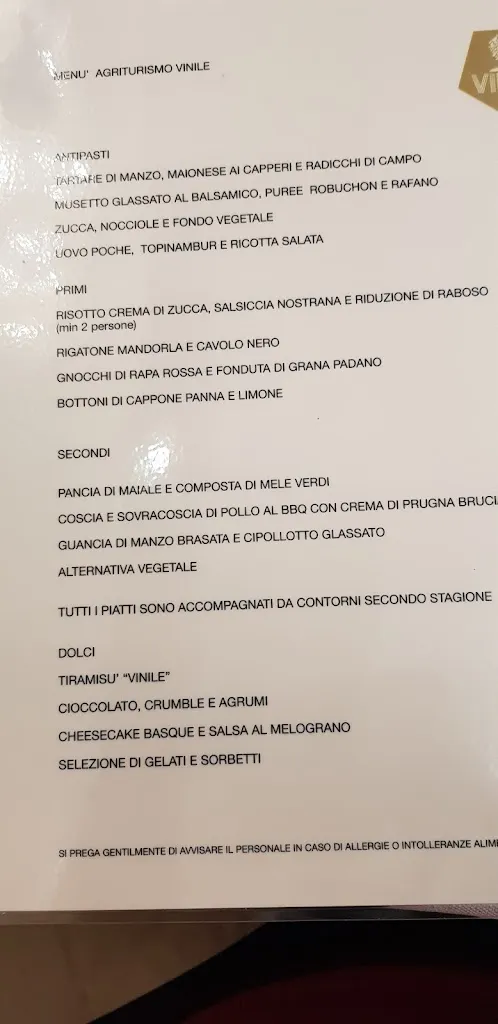 MENU' AGRITURISMO VINILE
ANTIPASTI
TARTARE DI MANZO, MAIONESE AI CAPPERI E RADICCHI DI CAMPO
MUSETTO GLASSATO AL BALSAMICO, PUREE ROBUCHON E RAFANO
ZUCCA, NOCCIOLE E FONDO VEGETALE
UOVO POCHE, TOPINAMBUR E RICOTTA SALATA
PRIMI
RISOTTO CREMA DI ZUCCA, SALSICCIA NOSTRANA E RIDUZIONE DI RABOSO
(min 2 persone)
RIGATONE MANDORLA E CAVOLO NERO
GNOCCHI DI RAPA ROSSA E FONDUTA DI GRANA PADANO
BOTTONI DI CAPPONE PANNA E LIMONE
SECONDI
PANCIA DI MAIALE E COMPOSTA DI MELE VERDI
COSCIA E SOVRACOSCIA DI POLLO AL BBQ CON CREMA DI PRUGNA
GUANCIA DI MANZO BRASATA E CIPOLLOTTO GLASSATO
ALTERNATIVA VEGETALE
TUTTI I PIATTI SONO ACCOMPAGNATI DA CONTORNI SECONDO STAGIONE
DOLCI
TIRAMISU' "VINILE"
CIOCCOLATO, CRUMBLE E AGRUMI
CHEESECAKE BASQUE E SALSA AL MELOGRANO
SELEZIONE DI GELATI E SORBETTI
SI PREGA GENTILMENTE DI AVVISARE IL PERSONALE IN CASO DI ALLERGIE O INTOLLERANZE